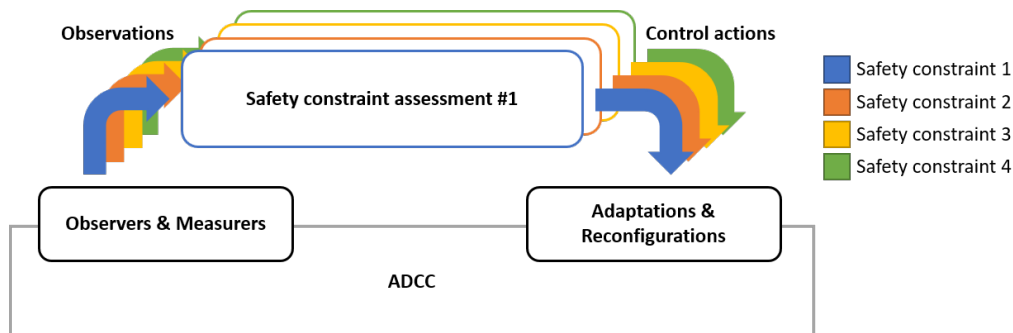 Observations
Control actions
Safety constraint assessment #1
Safety constraint 1
Safety constraint 2
Safety constraint 3
Safety constraint 4
Observers & Measurers
Adaptations &
Reconfigurations
ADCC